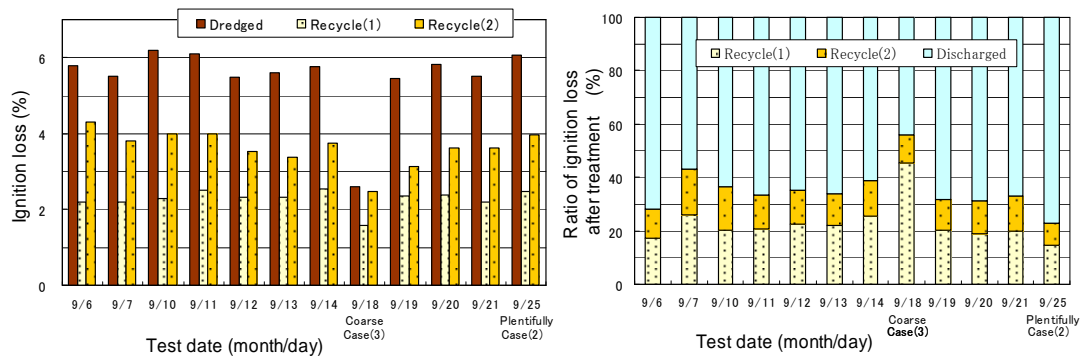 Dredged Recycle(1) Recycle(2)
Ignition loss (%)
6
4
2
0
9/6 9/7 9/10 9/11 9/12 9/13 9/14 9/18 9/19 9/20 9/21 9/25
Coarse Plentifully
Case(3) Case(2)
Test date (month/day)
Ratio of ignition loss
after treatment (%)
100
80
60
40
20
0
Recycle(1) Recycle(2) Discharged
9/6 9/7 9/10 9/11 9/12 9/13 9/14 9/18 9/19 9/20 9/21 9/25
Coarse Plentifully
Case(3) Case(2)
Test date (month/day)